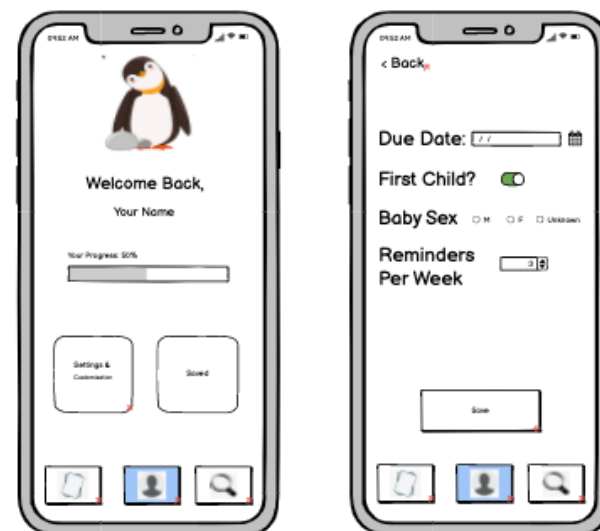 09:52 AM
Welcome Back,
Your Name
Your Progress: 50%
Settings &
Customization
Saved
09:52 AM
< Back
Due Date: / /
First Child?
Baby Sex M F Unknown
Reminders
Per Week 3
Save